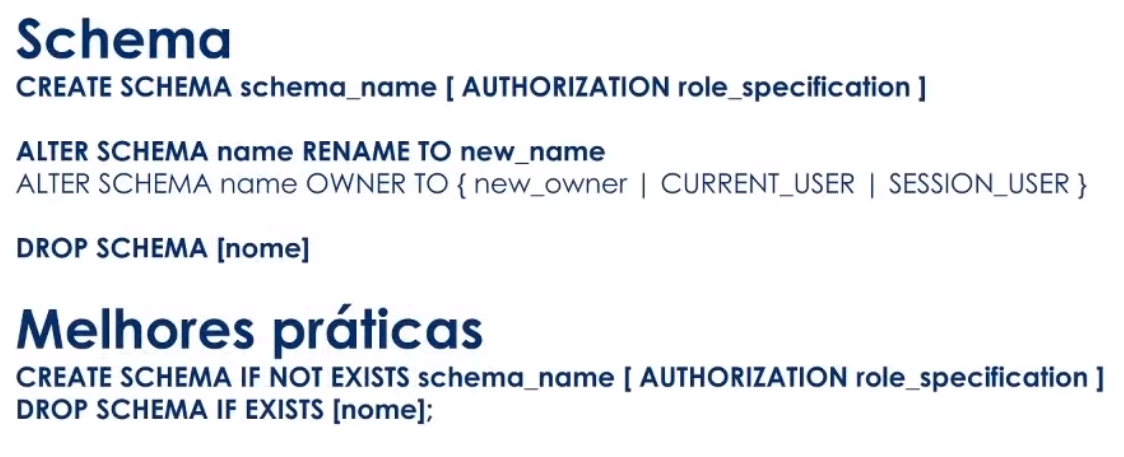 Schema
CREATE SCHEMA schema_name [ AUTHORIZATION role_specification ]
ALTER SCHEMA name RENAME TO new_name
ALTER SCHEMA name OWNER TO { new_owner | CURRENT_USER | SESSION_USER }
DROP SCHEMA [nome]
Melhores práticas
CREATE SCHEMA IF NOT EXISTS schema_name [ AUTHORIZATION role_specification ]
DROP SCHEMA IF EXISTS [nome];